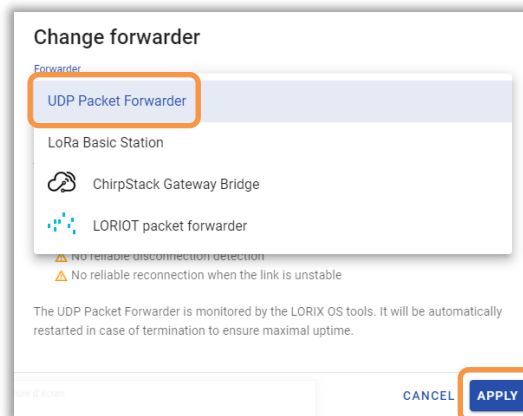 Change forwarder
Forwarder
UDP Packet Forwarder
LoRa Basic Station
ChirpStack Gateway Bridge
LORIOT packet forwarder
No reliable disconnection detection
No reliable reconnection when the link is unstable
The UDP Packet Forwarder is monitored by the LORIX OS tools. It will be automatically
restarted in case of termination to ensure maximal uptime.
CANCEL
APPLY